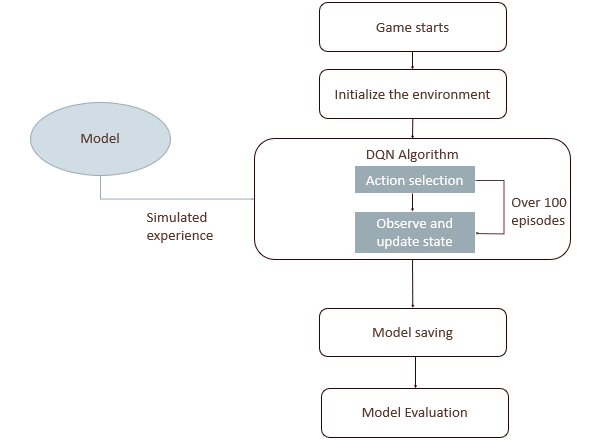 Game starts
Initialize the environment
Model
DQN Algorithm
Action selection
Over 100
episodes
Simulated
experience
Observe and
update state
Model saving
Model Evaluation